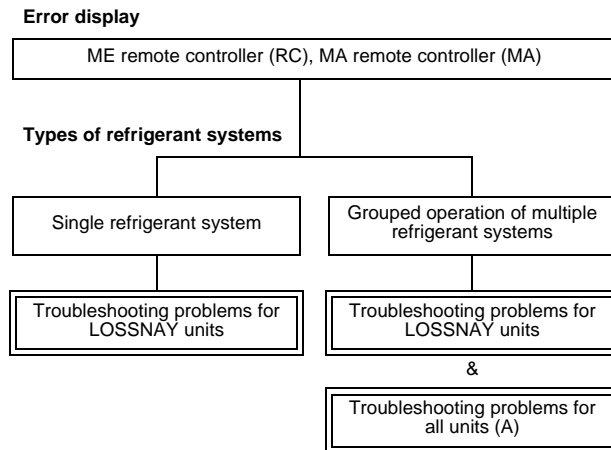 Error display
ME remote controller (RC), MA remote controller (MA)
Types of refrigerant systems
Single refrigerant system
Grouped operation of multiple
refrigerant systems
Troubleshooting problems for
LOSSNAY units
Troubleshooting problems for
LOSSNAY units
&
Troubleshooting problems for
all units (A)